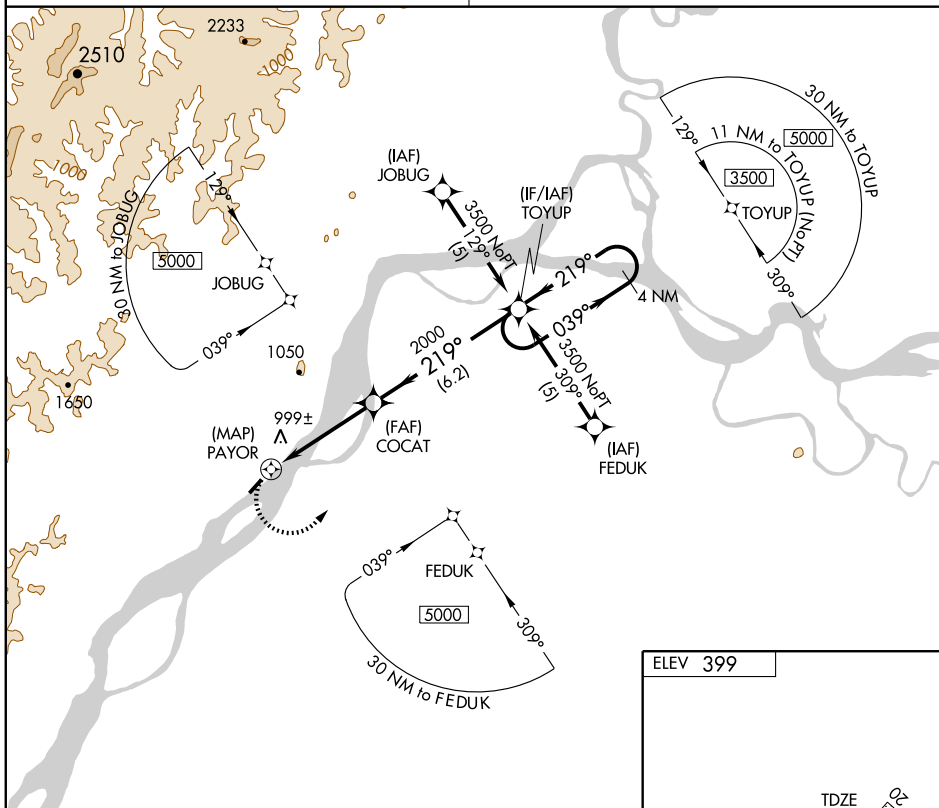 2233
2510
1000
1000
129°
30 NM to JOBUG
5000
JOBUG
039°
1650
1050
(IAF)
JOBUG
3500 NoPT
129°
(5)
(IF/IAF)
TOYUP
219°
039°
4 NM
2000
219°
(6.2)
3500 NoPT
309°
(5)
(IAF)
FEDUK
(FAF)
COCAT
999±
(MAP)
PAYOR
30 NM to TOYUP
5000
129°
11 NM to TOYUP (NoPT)
3500
TOYUP
309°
039°
FEDUK
5000
309°
30 NM to FEDUK
ELEV 399
TDZE
20